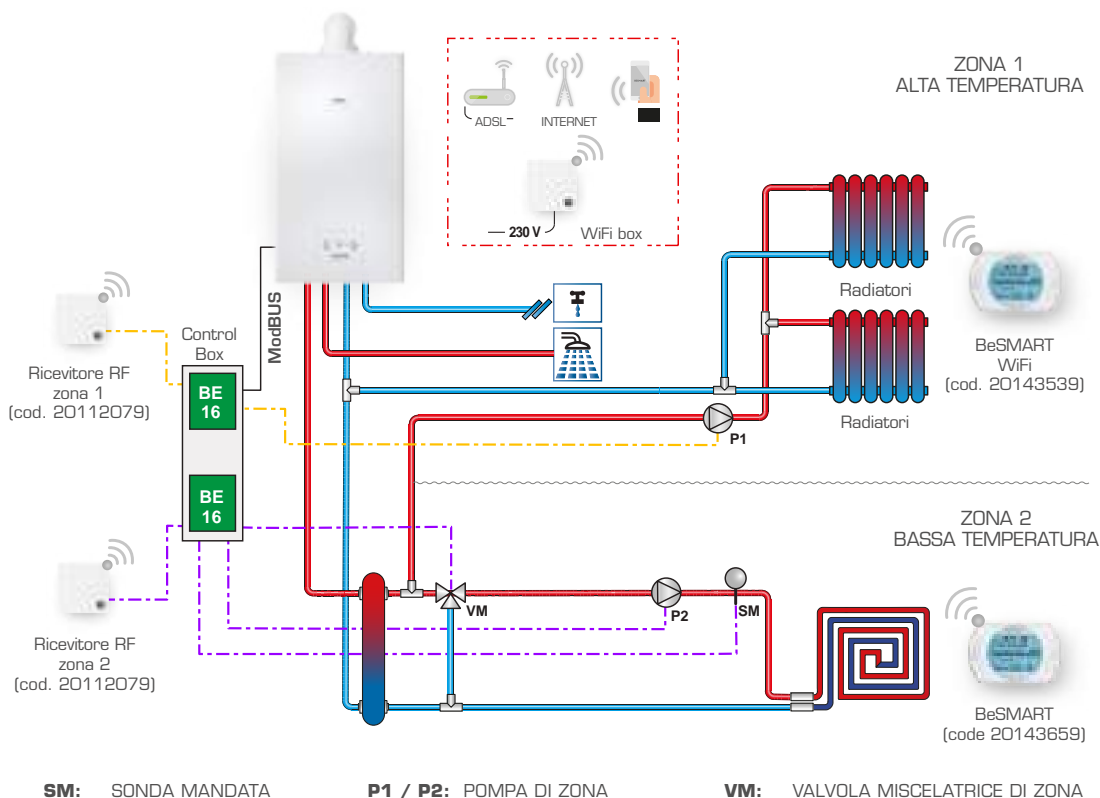 ZONA 1
ALTA TEMPERATURA
ADSL
INTERNET
230 V
WiFi box
ModBUS
Control
Box
BE
16
BE
16
Ricevitore RF
zona 1
(cod. 20112079)
Radiatori
Radiatori
BeSMART
WiFi
(cod. 20143539)
P1
ZONA 2
BASSA TEMPERATURA
VM
P2
SM
Ricevitore RF
zona 2
(cod. 20112079)
BeSMART
(code 20143659)
SM: SONDA MANDATA
P1 / P2: POMPA DI ZONA
VM: VALVOLA MISCELATRICE DI ZONA